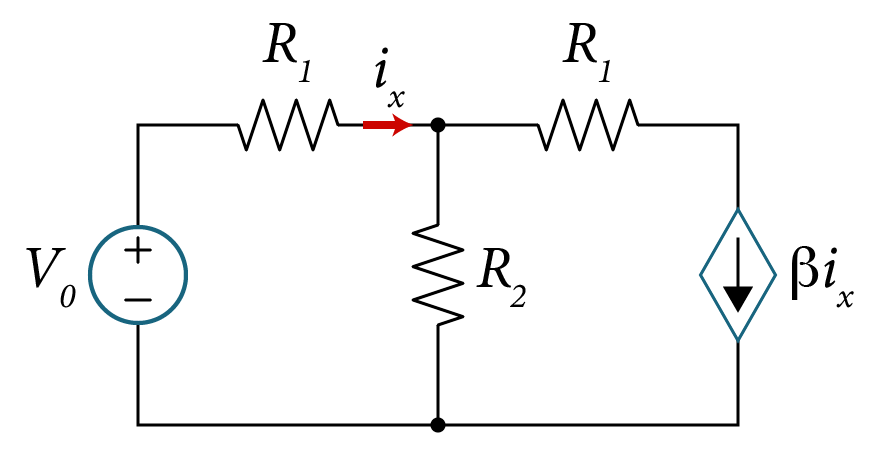 R₁
iₓ
R₁
+
−
V₀
R₂
βiₓ